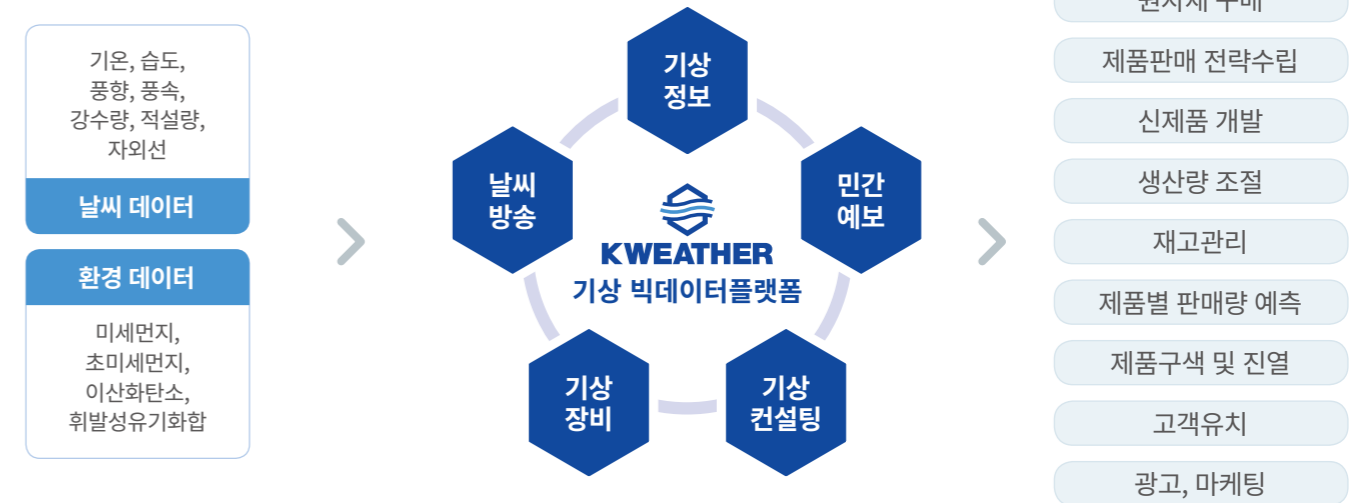 기온, 습도,
풍향, 풍속,
강수량, 적설량,
자외선
날씨 데이터
환경 데이터
미세먼지,
초미세먼지,
이산화탄소,
휘발성유기화합
기상
정보
날씨
방송
민간
예보
KWEATHER
기상 빅데이터플랫폼
기상
장비
기상
컨설팅
원자재 구매
제품판매 전략수립
신제품 개발
생산량 조절
재고관리
제품별 판매량 예측
제품구색 및 진열
고객유치
광고, 마케팅